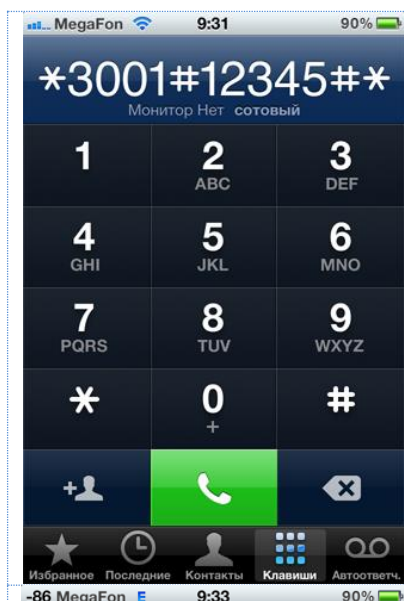 MegaFon 9:31 90%
*3001#12345#*
Монитор Нет сотовый
1 2 3
ABC DEF
4 5 6
GHI JKL MNO
7 8 9
PQRS TUV WXYZ
* 0 #
+
+
Избранное Последние Контакты Клавиши Автоответч.
-86 MegaFon E 9:33 90%